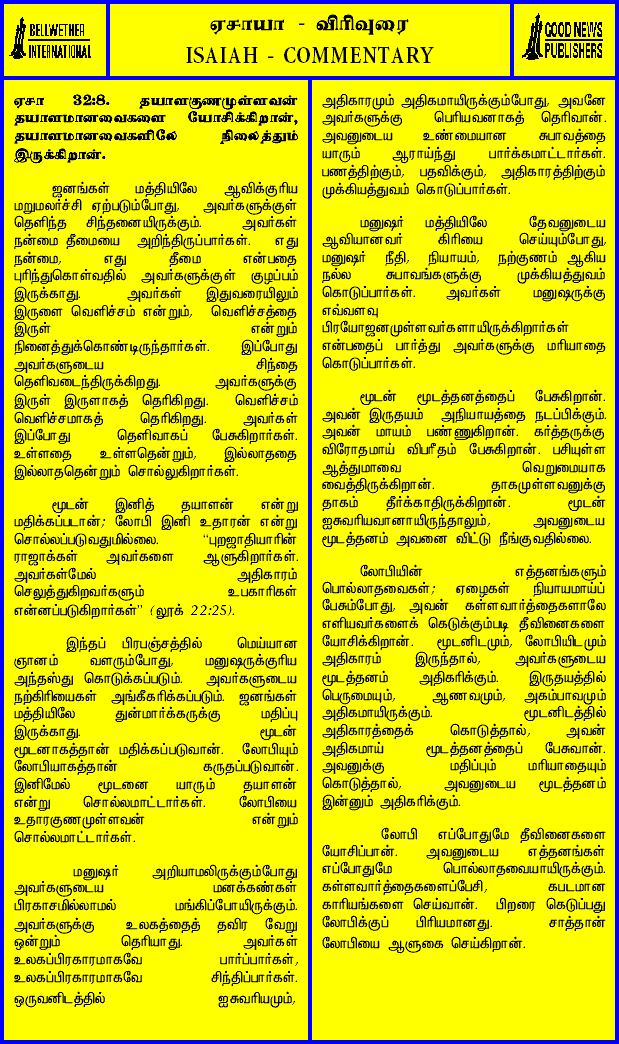 BELLWETHER
INTERNATIONAL
ஏசாயா - விரிவுரை
ISAIAH - COMMENTARY
GOOD NEWS
PUBLISHERS
ஏசா 32:8. தயாளகுணமுள்ளவன்
தயாளமானவைகளை யோசிக்கிறான்,
தயாளமானவைகளிலே நிலைத்தும்
இருக்கிறான்.
ஜனங்கள் மத்தியிலே ஆவிக்குரிய
மறுமலர்ச்சி ஏற்படும்போது, அவர்களுக்குள்
தெளிந்த சிந்தனையிருக்கும். அவர்கள்
நன்மை தீமையை அறிந்திருப்பார்கள். எது
நன்மை, எது தீமை என்பதை
புரிந்துகொள்வதில் அவர்களுக்குள் குழப்பம்
இருக்காது. அவர்கள் இதுவரையிலும்
இருளை வெளிச்சம் என்றும், வெளிச்சத்தை
இருள் என்றும்
நினைத்துக்கொண்டிருந்தார்கள். இப்போது
அவர்களுடைய சிந்தை
தெளிவடைந்திருக்கிறது. அவர்களுக்கு
இருள் இருளாகத் தெரிகிறது. வெளிச்சம்
வெளிச்சமாகத் தெரிகிறது. அவர்கள்
இப்போது தெளிவாகப் பேசுகிறார்கள்.
உள்ளதை உள்ளதென்றும், இல்லாததை
இல்லாததென்றும் சொல்லுகிறார்கள்.
மூடன் இனித் தயாளன் என்று
மதிக்கப்படான்; லோபி இனி உதாரன் என்று
சொல்லப்படுவதுமில்லை. "புறஜாதியாரின்
ராஜாக்கள் அவர்களை ஆளுகிறார்கள்.
அவர்கள்மேல் அதிகாரம்
செலுத்துகிறவர்களும் உபகாரிகள்
என்னப்படுகிறார்கள்" (லூக் 22:25).
இந்தப் பிரபஞ்சத்தில் மெய்யான
ஞானம் வளரும்போது, மனுஷருக்குரிய
அந்தஸ்து கொடுக்கப்படும். அவர்களுடைய
நற்கிரியைகள் அங்கீகரிக்கப்படும். ஜனங்கள்
மத்தியிலே துன்மார்க்கருக்கு மதிப்பு
இருக்காது. மூடன்
மூடனாகத்தான் மதிக்கப்படுவான். லோபியும்
லோபியாகத்தான் கருதப்படுவான்.
இனிமேல் மூடனை யாரும் தயாளன்
என்று சொல்லமாட்டார்கள். லோபியை
உதாரகுணமுள்ளவன் என்றும்
சொல்லமாட்டார்கள்.
மனுஷர் அறியாமலிருக்கும்போது
அவர்களுடைய மனக்கண்கள்
பிரகாசமில்லாமல் மங்கிப்போயிருக்கும்.
அவர்களுக்கு உலகத்தைத் தவிர வேறு
ஒன்றும் தெரியாது. அவர்கள்
உலகப்பிரகாரமாகவே பார்ப்பார்கள்,
உலகப்பிரகாரமாகவே சிந்திப்பார்கள்.
ஒருவனிடத்தில் ஐசுவரியமும்,
அதிகாரமும் அதிகமாயிருக்கும்போது, அவனே
அவர்களுக்கு பெரியவனாகத் தெரிவான்.
அவனுடைய உண்மையான சுபாவத்தை
யாரும் ஆராய்ந்து பார்க்கமாட்டார்கள்.
பணத்திற்கும், பதவிக்கும், அதிகாரத்திற்கும்
முக்கியத்துவம் கொடுப்பார்கள்.
மனுஷர் மத்தியிலே தேவனுடைய
ஆவியானவர் கிரியை செய்யும்போது,
மனுஷர் நீதி, நியாயம், நற்குணம் ஆகிய
நல்ல சுபாவங்களுக்கு முக்கியத்துவம்
கொடுப்பார்கள். அவர்கள் மனுஷருக்கு
எவ்வளவு
பிரயோஜனமுள்ளவர்களாயிருக்கிறார்கள்
என்பதைப் பார்த்து அவர்களுக்கு மரியாதை
கொடுப்பார்கள்.
மூடன் மூடத்தனத்தைப் பேசுகிறான்.
அவன் இருதயம் அநியாயத்தை நடப்பிக்கும்.
அவன் மாயம் பண்ணுகிறான். கர்த்தருக்கு
விரோதமாய் விபரீதம் பேசுகிறான். பசியுள்ள
ஆத்துமாவை வெறுமையாக
வைத்திருக்கிறான். தாகமுள்ளவனுக்கு
தாகம் தீர்க்காதிருக்கிறான். மூடன்
ஐசுவரியவானாயிருந்தாலும், அவனுடைய
மூடத்தனம் அவனை விட்டு நீங்குவதில்லை.
லோபியின் எத்தனங்களும்
பொல்லாதவைகள்; ஏழைகள் நியாயமாய்ப்
பேசும்போது, அவன் கள்ளவார்த்தைகளாலே
எளியவர்களைக் கெடுக்கும்படி தீவினைகளை
யோசிக்கிறான். மூடனிடமும், லோபியிடமும்
அதிகாரம் இருந்தால், அவர்களுடைய
மூடத்தனம் அதிகரிக்கும். இருதயத்தில்
பெருமையும், ஆணவமும், அகம்பாவமும்
அதிகமாயிருக்கும். மூடனிடத்தில்
அதிகாரத்தைக் கொடுத்தால், அவன்
அதிகமாய் மூடத்தனத்தைப் பேசுவான்.
அவனுக்கு மதிப்பும் மரியாதையும்
கொடுத்தால், அவனுடைய மூடத்தனம்
இன்னும் அதிகரிக்கும்.
லோபி எப்போதுமே தீவினைகளை
யோசிப்பான். அவனுடைய எத்தனங்கள்
எப்போதுமே பொல்லாதவையாயிருக்கும்.
கள்ளவார்த்தைகளைப்பேசி, கபடமான
காரியங்களை செய்வான். பிறரை கெடுப்பது
லோபிக்குப் பிரியமானது. சாத்தான்
லோபியை ஆளுகை செய்கிறான்.